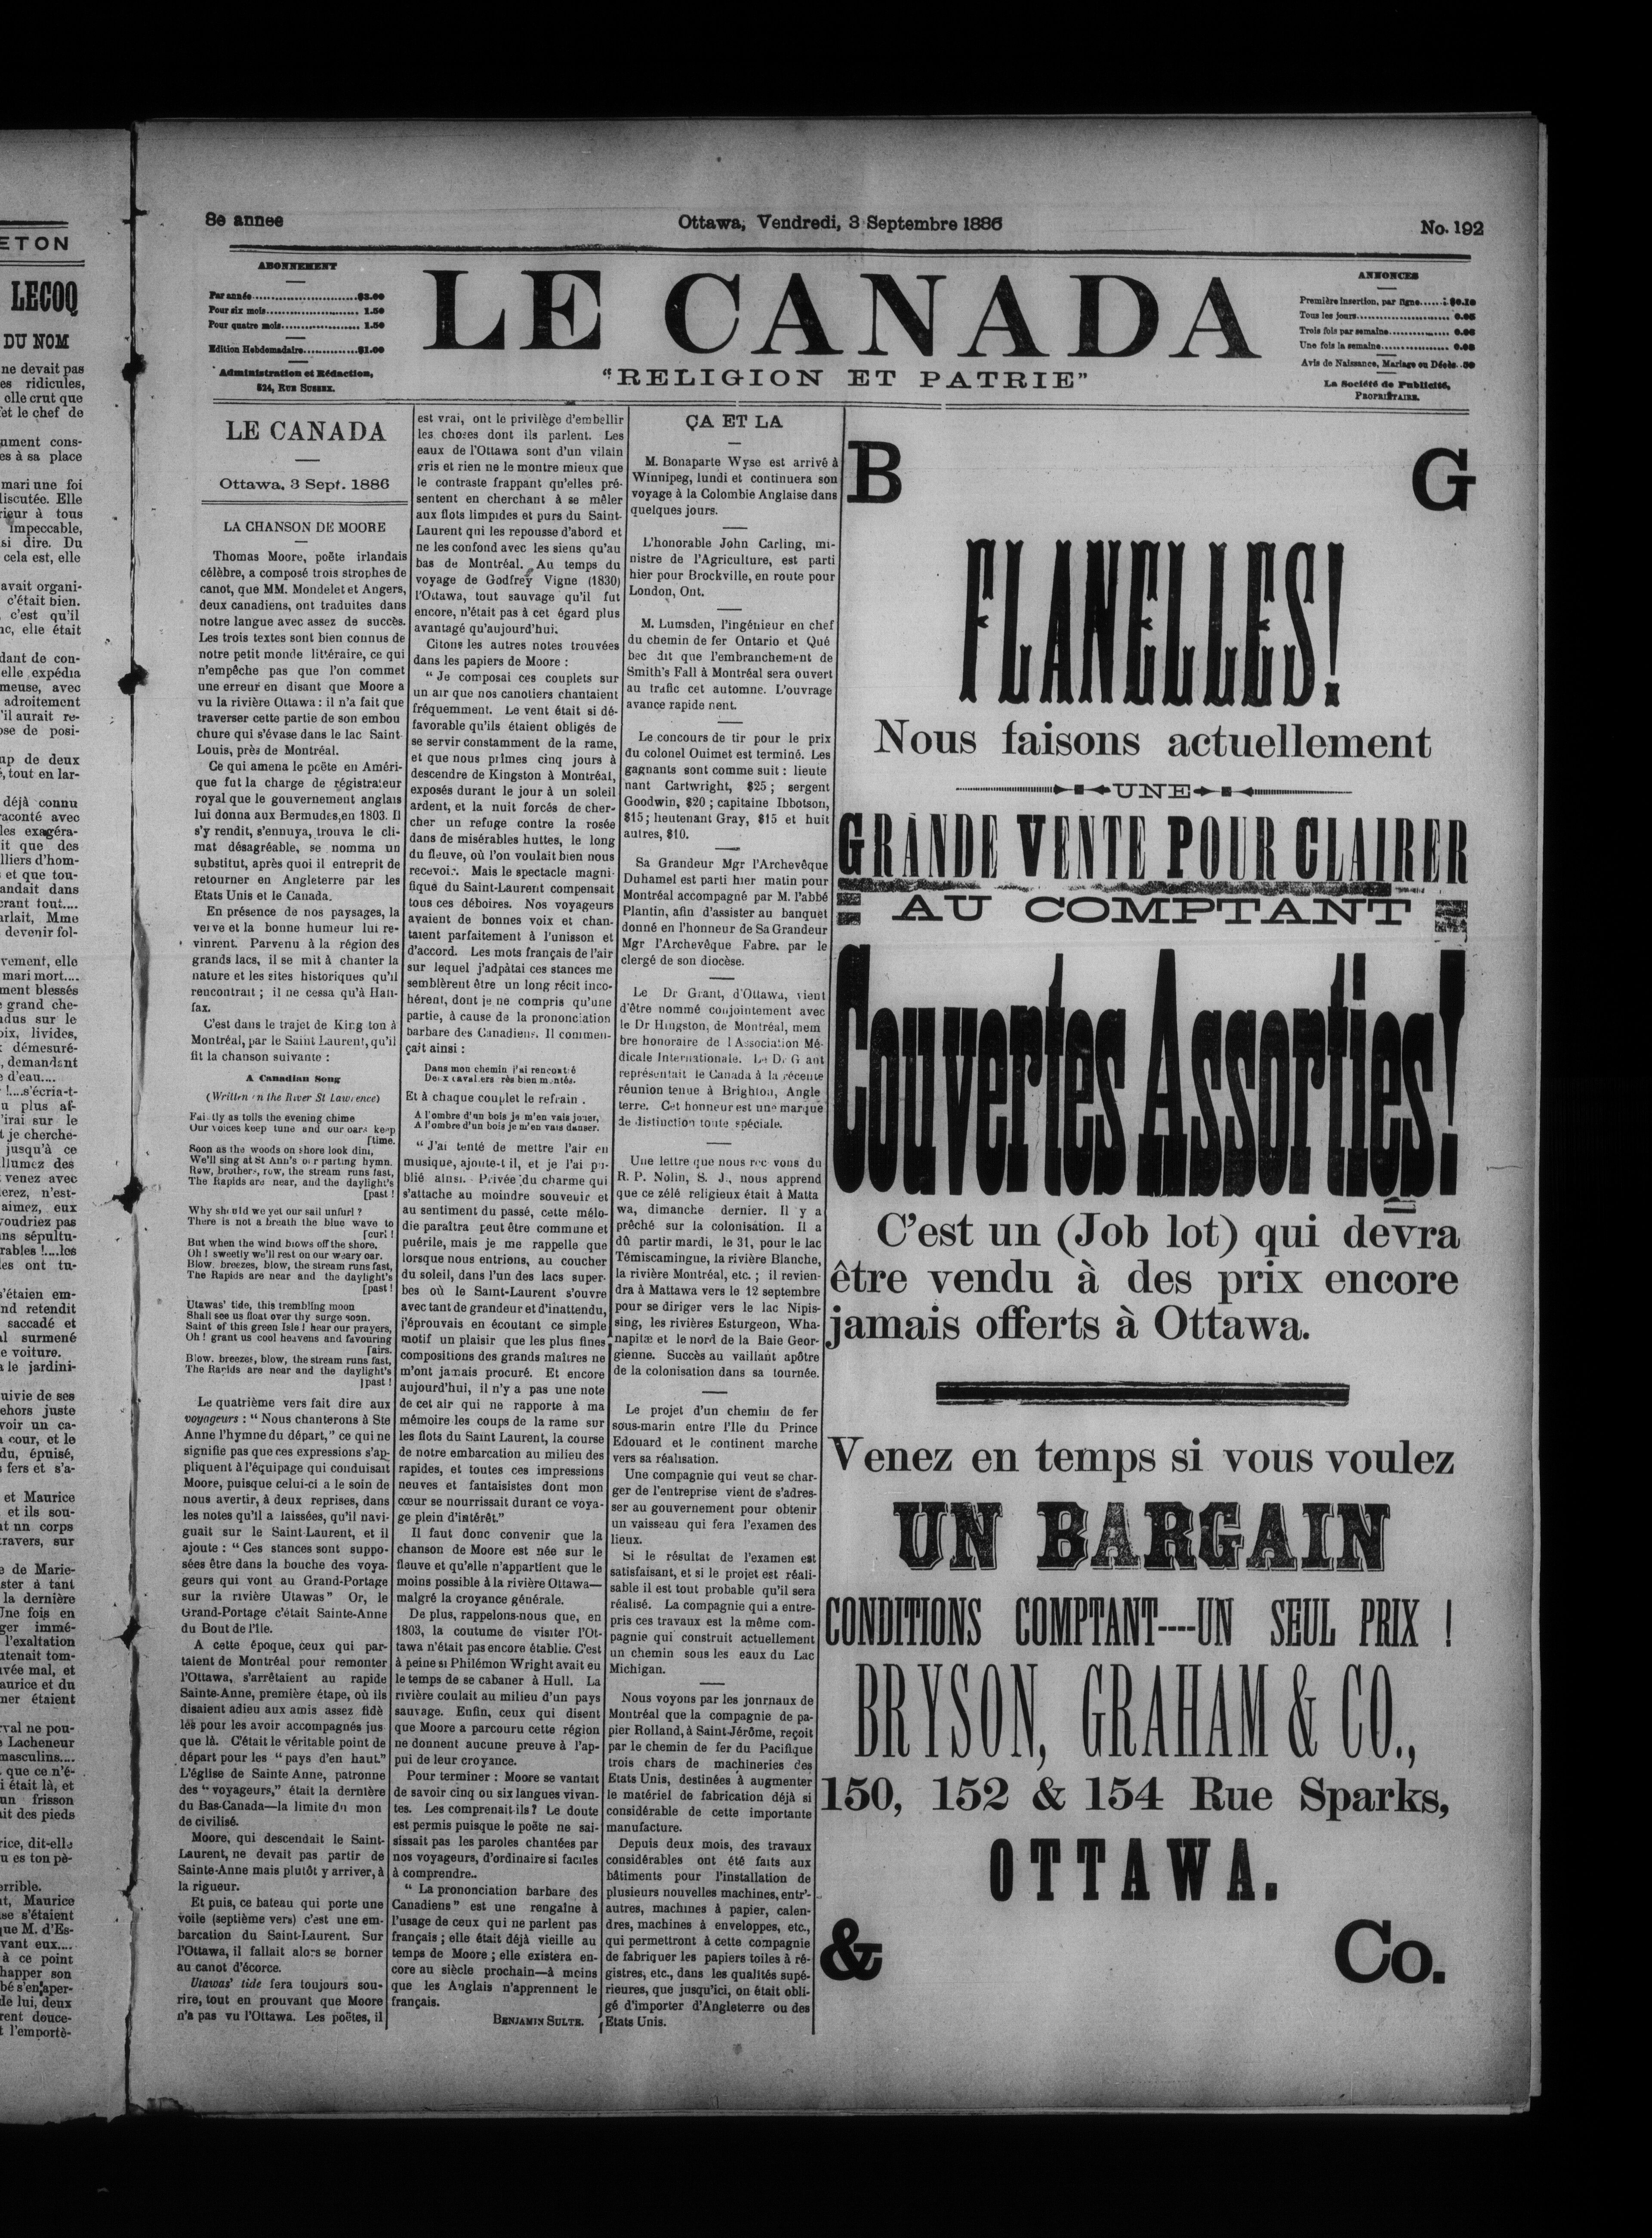 8e annee
Ottawa, Vendredi, 3 Septembre 1886
No. 192
ABONNEMENT
Par année........................$3.00
Pour six mois..................... 1.50
Pour quatre mois.................. 1.50
Edition Hebdomadaire............$1.00
Administration et Rédaction,
524, RUE SUSSEX.
LE CANADA
"RELIGION ET PATRIE"
ANNONCES
Première insertion, par ligne......$0.10
Tous les jours..................... 0.05
Trois fois par semaine.............. 0.06
Une fois la semaine................ 0.08
Avis de Naissance, Mariage ou Décès..50
La Société de Publicité,
PROPRIÉTAIRE.
LE CANADA
Ottawa, 3 Sept. 1886
LA CHANSON DE MOORE
Thomas Moore, poëte irlandais
célèbre, a composé trois strophes de
canot, que MM. Mondelet et Angers,
deux canadiens, ont traduites dans
notre langue avec assez de succès.
Les trois textes sont bien connus de
notre petit monde littéraire, ce qui
n'empêche pas que l'on commet
une erreur en disant que Moore a
vu la rivière Ottawa : il n'a fait que
traverser cette partie de son embou
chure qui s'évase dans le lac Saint-
Louis, près de Montréal.
Ce qui amena le poëte en Améri-
que fut la charge de régistrateur
royal que le gouvernement anglais
lui donna aux Bermudes,en 1803. Il
s'y rendit, s'ennuya, trouva le cli-
mat désagréable, se nomma un
substitut, après quoi il entreprit de
retourner en Angleterre par les
Etats Unis et le Canada.
En présence de nos paysages, la
verve et la bonne humeur lui re-
vinrent. Parvenu à la région des
grands lacs, il se mit à chanter la
nature et les sites historiques qu'il
rencontrait ; il ne cessa qu'à Hali-
fax.
C'est dans le trajet de King ton à
Montréal, par le Saint Laurent, qu'il
fit la chanson suivante :
A Canadian Song
(Written on the River St Lawrence)
Faintly as tolls the evening chime
Our voices keep tune and our oars keep
[time.
Soon as the woods on shore look dim,
We'll sing at St Ann's our parting hymn.
Row, brothers, row, the stream runs fast,
The Rapids are near, and the daylight's
[past !
Why should we yet our sail unfurl ?
There is not a breath the blue wave to
[curl !
But when the wind blows off the shore,
Oh ! sweetly we'll rest on our weary oar.
Blow, breezes, blow, the stream runs fast,
The Rapids are near and the daylight's
[past !
Utawas' tide, this trembling moon
Shall see us float over thy surge soon.
Saint of this green Isle ! hear our prayers,
Oh ! grant us cool heavens and favouring
[airs.
Blow, breezes, blow, the stream runs fast,
The Rapids are near and the daylight's
[past !
Le quatrième vers fait dire aux
voyageurs : " Nous chanterons à Ste
Anne l'hymne du départ," ce qui ne
signifie pas que ces expressions s'ap-
pliquent à l'équipage qui conduisait
Moore, puisque celui-ci a le soin de
nous avertir, à deux reprises, dans
les notes qu'il a laissées, qu'il navi-
guait sur le Saint-Laurent, et il
ajoute : " Ces stances sont suppo-
sées être dans la bouche des voya-
geurs qui vont au Grand-Portage
sur la rivière Utawas" Or, le
Grand-Portage c'était Sainte-Anne
du Bout de l'Ile.
A cette époque, ceux qui par-
taient de Montréal pour remonter
l'Ottawa, s'arrêtaient au rapide
Sainte-Anne, première étape, où ils
disaient adieu aux amis assez fidè
les pour les avoir accompagnés jus
que là. C'était le véritable point de
départ pour les " pays d'en haut."
L'église de Sainte Anne, patronne
des " voyageurs," était la dernière
du Bas-Canada—la limite du mon
de civilisé.
Moore, qui descendait le Saint-
Laurent, ne devait pas partir de
Sainte-Anne mais plutôt y arriver, à
la rigueur.
Et puis, ce bateau qui porte une
voile (septième vers) c'est une em-
barcation du Saint-Laurent. Sur
l'Ottawa, il fallait alors se borner
au canot d'écorce.
Utawas' tide fera toujours sou-
rire, tout en prouvant que Moore
n'a pas vu l'Ottawa. Les poëtes, il
est vrai, ont le privilège d'embellir
les choses dont ils parlent. Les
eaux de l'Ottawa sont d'un vilain
gris et rien ne le montre mieux que
le contraste frappant qu'elles pré-
sentent en cherchant à se mêler
aux flots limpides et purs du Saint-
Laurent qui les repousse d'abord et
ne les confond avec les siens qu'au
bas de Montréal. Au temps du
voyage de Godfrey Vigne (1830)
l'Ottawa, tout sauvage qu'il fut
encore, n'était pas à cet égard plus
avantagé qu'aujourd'hui.
Citons les autres notes trouvées
dans les papiers de Moore :
" Je composai ces couplets sur
un air que nos canotiers chantaient
fréquemment. Le vent était si dé-
favorable qu'ils étaient obligés de
se servir constamment de la rame,
et que nous prîmes cinq jours à
descendre de Kingston à Montréal,
exposés durant le jour à un soleil
ardent, et la nuit forcés de cher-
cher un refuge contre la rosée
dans de misérables huttes, le long
du fleuve, où l'on voulait bien nous
recevoir. Mais le spectacle magni-
fique du Saint-Laurent compensait
tous ces déboires. Nos voyageurs
avaient de bonnes voix et chan-
taient parfaitement à l'unisson et
d'accord. Les mots français de l'air
sur lequel j'adpàtai ces stances me
semblèrent être un long récit inco-
hérent, dont je ne compris qu'une
partie, à cause de la prononciation
barbare des Canadiens. Il commen-
çait ainsi :
Dans mon chemin j'ai rencontré
Deux cavaliers rès bien montés.
Et à chaque couplet le refrain .
A l'ombre d'un bois je m'en vais jouer,
A l'ombre d'un bois je m'en vais danser.
" J'ai tenté de mettre l'air en
musique, ajoute-t il, et je l'ai pu-
blié ainsi. Privée du charme qui
s'attache au moindre souvenir et
au sentiment du passé, cette mélo-
die paraîtra peut être commune et
puérile, mais je me rappelle que
lorsque nous entrions, au coucher
du soleil, dans l'un des lacs super-
bes où le Saint-Laurent s'ouvre
avec tant de grandeur et d'inattendu,
j'éprouvais en écoutant ce simple
motif un plaisir que les plus fines
compositions des grands maîtres ne
m'ont jamais procuré. Et encore
aujourd'hui, il n'y a pas une note
de cet air qui ne rapporte à ma
mémoire les coups de la rame sur
les flots du Saint Laurent, la course
de notre embarcation au milieu des
rapides, et toutes ces impressions
neuves et fantaisistes dont mon
cœur se nourrissait durant ce voya-
ge plein d'intérêt."
Il faut donc convenir que la
chanson de Moore est née sur le
fleuve et qu'elle n'appartient que le
moins possible à la rivière Ottawa—
malgré la croyance générale.
De plus, rappelons-nous que, en
1803, la coutume de visiter l'Ot-
tawa n'était pas encore établie. C'est
à peine si Philémon Wright avait eu
le temps de se cabaner à Hull. La
rivière coulait au milieu d'un pays
sauvage. Enfin, ceux qui disent
que Moore a parcouru cette région
ne donnent aucune preuve à l'ap-
pui de leur croyance.
Pour terminer : Moore se vantait
de savoir cinq ou six langues vivan-
tes. Les comprenait-ils? Le doute
est permis puisque le poëte ne sai-
sissait pas les paroles chantées par
nos voyageurs, d'ordinaire si faciles
à comprendre..
" La prononciation barbare des
Canadiens" est une rengaîne à
l'usage de ceux qui ne parlent pas
français ; elle était déjà vieille au
temps de Moore ; elle existera en-
core au siècle prochain—à moins
que les Anglais n'apprennent le
français.
BENJAMIN SULTE.
ÇA ET LA
M. Bonaparte Wyse est arrivé à
Winnipeg, lundi et continuera son
voyage à la Colombie Anglaise dans
quelques jours.
L'honorable John Carling, mi-
nistre de l'Agriculture, est parti
hier pour Brockville, en route pour
London, Ont.
M. Lumsden, l'ingénieur en chef
du chemin de fer Ontario et Qué
bec dit que l'embranchement de
Smith's Fall à Montréal sera ouvert
au trafic cet automne. L'ouvrage
avance rapide nent.
Le concours de tir pour le prix
du colonel Ouimet est terminé. Les
gagnants sont comme suit : lieute
nant Cartwright, $25 ; sergent
Goodwin, $20 ; capitaine Ibbotson,
$15; lieutenant Gray, $15 et huit
autres, $10.
Sa Grandeur Mgr l'Archevêque
Duhamel est parti hier matin pour
Montréal accompagné par M. l'abbé
Plantin, afin d'assister au banquet
donné en l'honneur de Sa Grandeur
Mgr l'Archevêque Fabre, par le
clergé de son diocèse.
Le Dr Grant, d'Ottawa, vient
d'être nommé conjointement avec
le Dr Hingston, de Montréal, mem
bre honoraire de l Association Mé-
dicale Internationale. Le Dr G ant
représentait le Canada à la récente
réunion tenue à Brighton, Angle
terre. Cet honneur est une marque
de distinction toute spéciale.
Une lettre que nous rec vons du
R. P. Nolin, S. J., nous apprend
que ce zélé religieux était à Matta
wa, dimanche dernier. Il y a
prêché sur la colonisation. Il a
dû partir mardi, le 31, pour le lac
Témiscamingue, la rivière Blanche,
la rivière Montréal, etc. ; il revien-
dra à Mattawa vers le 12 septembre
pour se diriger vers le lac Nipis-
sing, les rivières Esturgeon, Wha-
napitæ et le nord de la Baie Geor-
gienne. Succès au vaillant apôtre
de la colonisation dans sa tournée.
Le projet d'un chemin de fer
sous-marin entre l'Ile du Prince
Edouard et le continent marche
vers sa réalisation.
Une compagnie qui veut se char-
ger de l'entreprise vient de s'adres-
ser au gouvernement pour obtenir
un vaisseau qui fera l'examen des
lieux.
Si le résultat de l'examen est
satisfaisant, et si le projet est réali-
sable il est tout probable qu'il sera
réalisé. La compagnie qui a entre-
pris ces travaux est la même com-
pagnie qui construit actuellement
un chemin sous les eaux du Lac
Michigan.
Nous voyons par les jonrnaux de
Montréal que la compagnie de pa-
pier Rolland, à Saint-Jérôme, reçoit
par le chemin de fer du Pacifique
trois chars de machineries des
Etats Unis, destinées à augmenter
le matériel de fabrication déjà si
considérable de cette importante
manufacture.
Depuis deux mois, des travaux
considérables ont été faits aux
bâtiments pour l'installation de
plusieurs nouvelles machines, entr'-
autres, machines à papier, calen-
dres, machines à enveloppes, etc.,
qui permettront à cette compagnie
de fabriquer les papiers toiles à ré-
gistres, etc., dans les qualités supé-
rieures, que jusqu'ici, on était obli-
gé d'importer d'Angleterre ou des
Etats Unis.
B G
FLANELLES!
Nous faisons actuellement
UNE
GRANDE VENTE POUR CLAIRER
AU COMPTANT
Couvertes Assorties!
C'est un (Job lot) qui devra
être vendu à des prix encore
jamais offerts à Ottawa.
Venez en temps si vous voulez
UN BARGAIN
CONDITIONS COMPTANT----UN SEUL PRIX !
BRYSON, GRAHAM & CO.,
150, 152 & 154 Rue Sparks,
OTTAWA.
& Co.